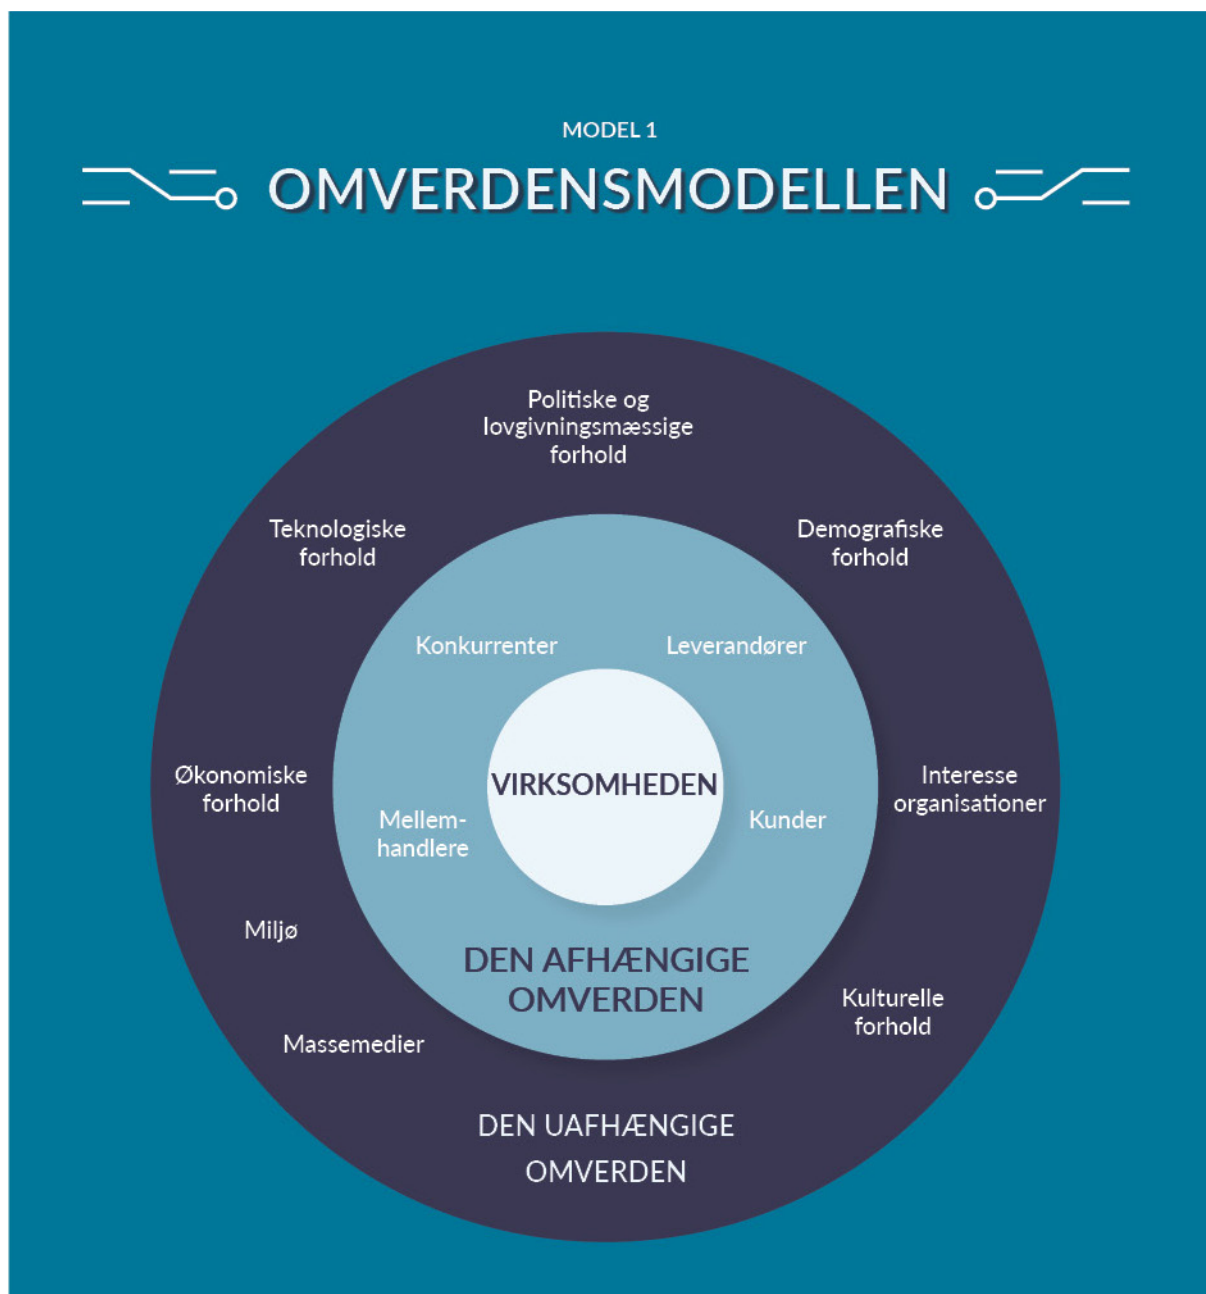 MODEL 1
OMVERDENSMODELLEN
Politiske og
lovgivningsmæssige
forhold
Teknologiske
forhold
Demografiske
forhold
Konkurrenter
Leverandører
Økonomiske
forhold
VIRKSOMHEDEN
Interesse
organisationer
Mellem-
handlere
Kunder
Miljø
DEN AFHÆNGIGE
OMVERDEN
Kulturelle
forhold
Massemedier
DEN UAFHÆNGIGE
OMVERDEN